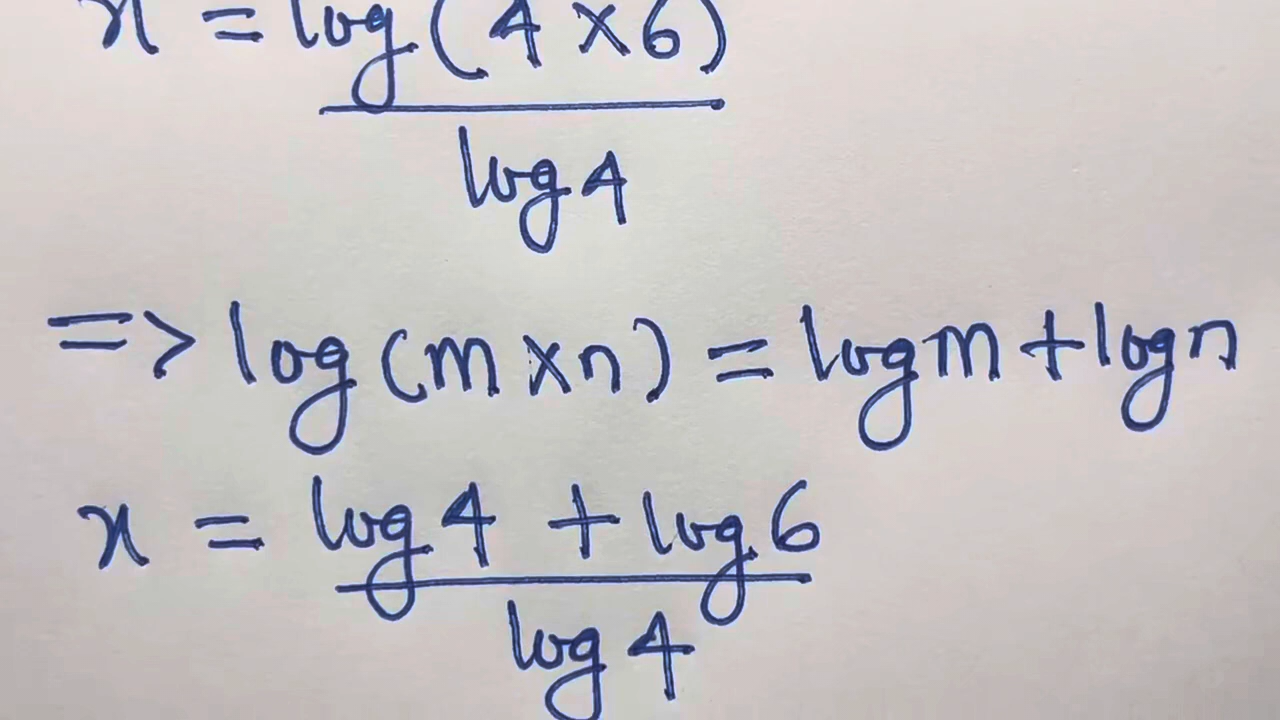 x = log(4 × 6)
log 4
=> log(m × n) = log m + log n
x = log 4 + log 6
log 4